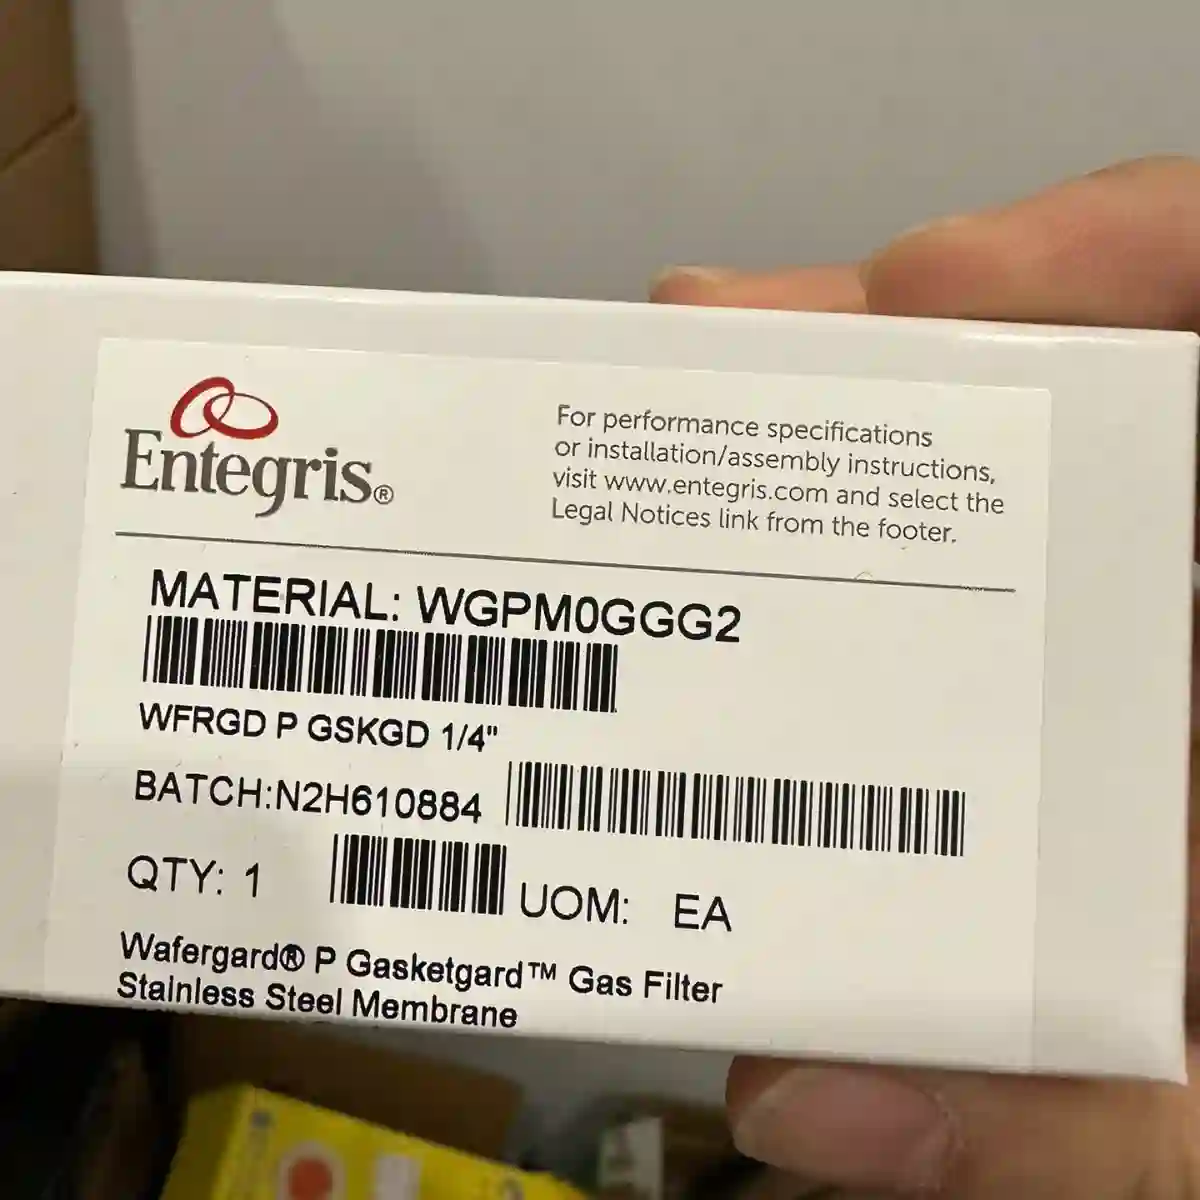 Entegris®
For performance specifications
or installation/assembly instructions,
visit www.entegris.com and select the
Legal Notices link from the footer.
MATERIAL: WGPM0GGG2
WFRGD P GSKGD 1/4"
BATCH:N2H610884
QTY: 1 UOM: EA
Wafergard® P Gasketgard™ Gas Filter
Stainless Steel Membrane